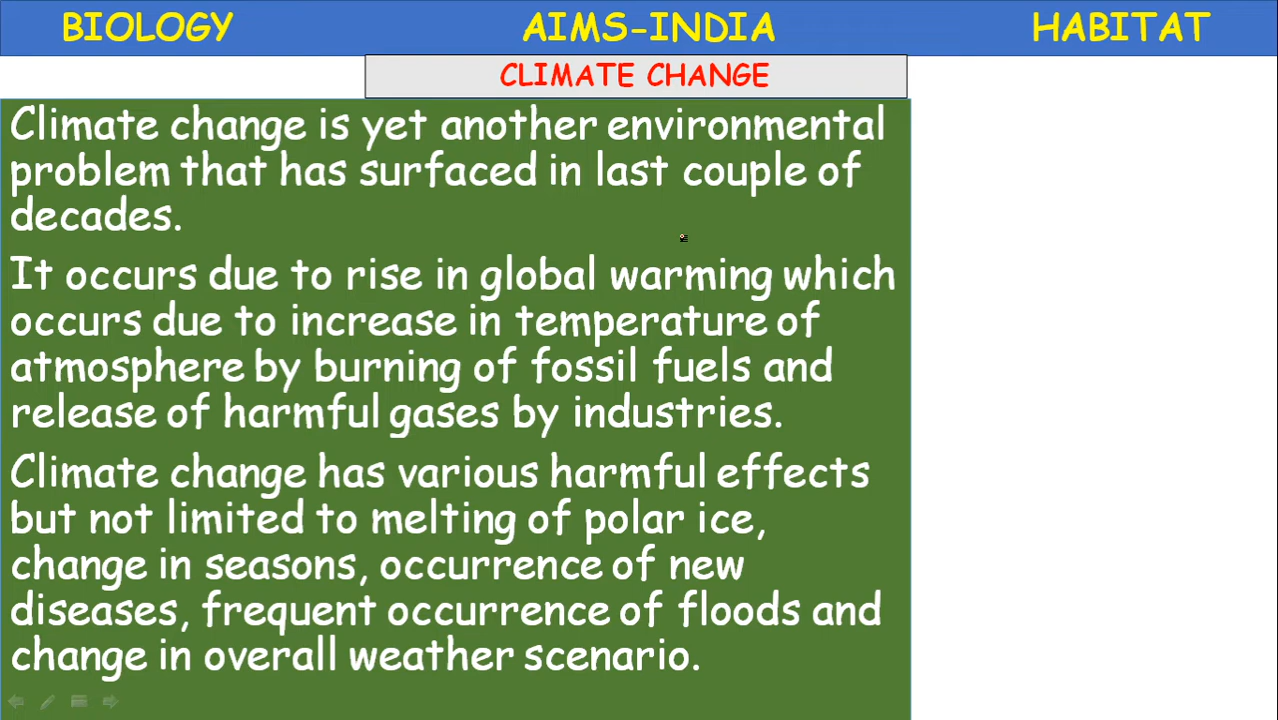 BIOLOGY AIMS-INDIA HABITAT
CLIMATE CHANGE
Climate change is yet another environmental
problem that has surfaced in last couple of
decades.
It occurs due to rise in global warming which
occurs due to increase in temperature of
atmosphere by burning of fossil fuels and
release of harmful gases by industries.
Climate change has various harmful effects
but not limited to melting of polar ice,
change in seasons, occurrence of new
diseases, frequent occurrence of floods and
change in overall weather scenario.